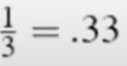 1/3 = .33